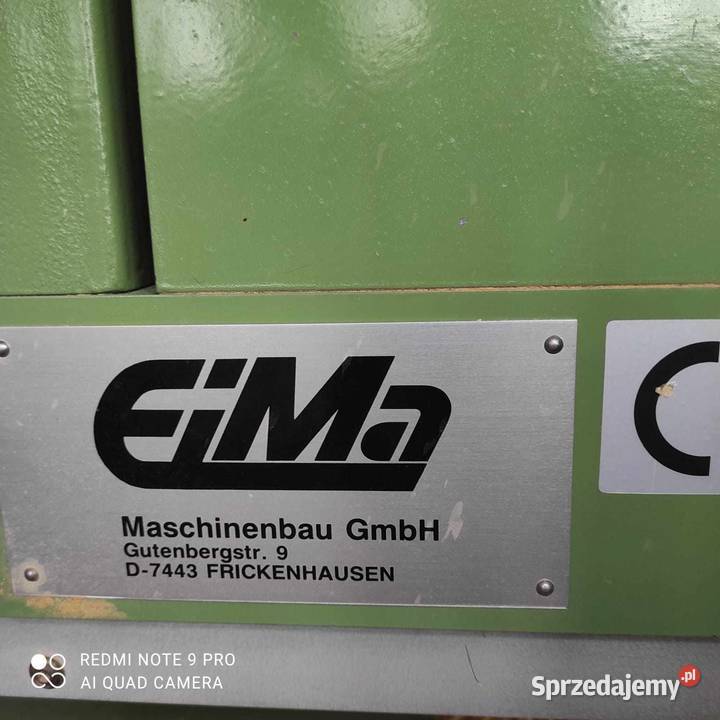 EiMa
Maschinenbau GmbH
Gutenbergstr. 9
D-7443 FRICKENHAUSEN
REDMI NOTE 9 PRO
AI QUAD CAMERA
Sprzedajemy.pl